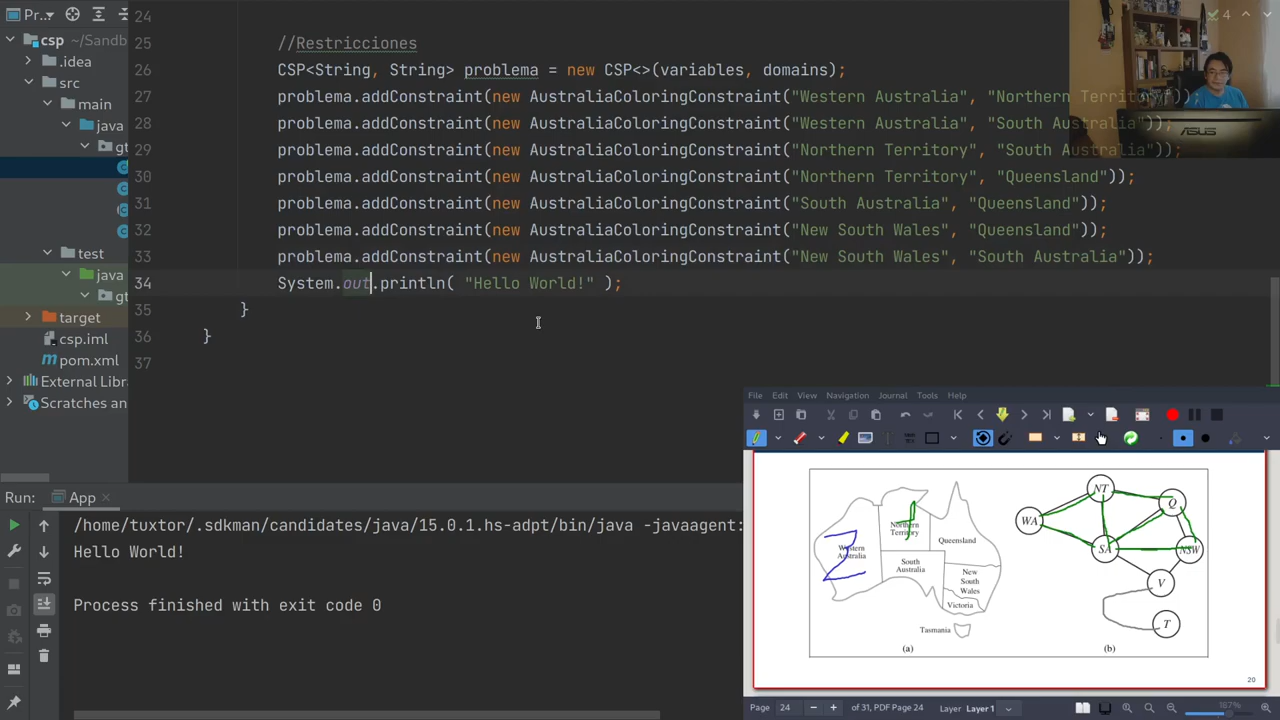 Pr...
24
csp ~/Sandb
25 //Restricciones
4
.idea
26 CSP<String, String> problema = new CSP<>(variables, domains);
src
27 problema.addConstraint(new AustraliaColoringConstraint("Western Australia", "Northern Territory"));
main
28 problema.addConstraint(new AustraliaColoringConstraint("Western Australia", "South Australia"));
java
29 problema.addConstraint(new AustraliaColoringConstraint("Northern Territory", "South Australia"));
gt
30 problema.addConstraint(new AustraliaColoringConstraint("Northern Territory", "Queensland"));
31 problema.addConstraint(new AustraliaColoringConstraint("South Australia", "Queensland"));
32 problema.addConstraint(new AustraliaColoringConstraint("New South Wales", "Queensland"));
test
33 problema.addConstraint(new AustraliaColoringConstraint("New South Wales", "South Australia"));
java
34 System.out.println( "Hello World!" );
gt
35 }
target
36 }
csp.iml
37
pom.xml
External Libra
Scratches an
ASUS
File Edit View Navigation Journal Tools Help
Run: App
/home/tuxtor/.sdkman/candidates/java/15.0.1.hs-adpt/bin/java -javaagent:
Hello World!
Process finished with exit code 0
Northern
Territory
Western
Australia
South
Australia
Queensland
New
South
Wales
Victoria
Tasmania
(a)
2
1
NT
Q
WA
SA
NSW
V
T
(b)
20
Page 24 of 31, PDF Page 24 Layer Layer 1 187%